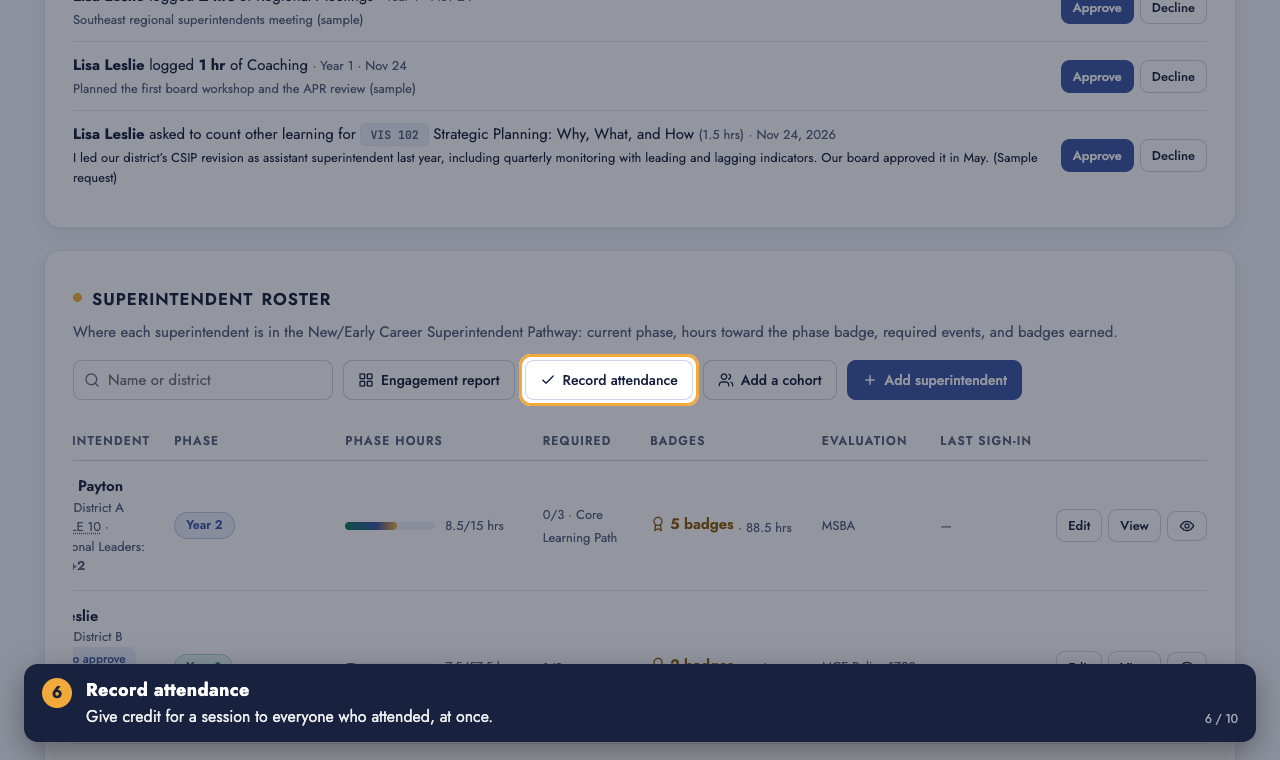 Southeast regional superintendents meeting (sample)
Approve Decline
Lisa Leslie logged 1 hr of Coaching · Year 1 · Nov 24
Planned the first board workshop and the APR review (sample)
Approve Decline
Lisa Leslie asked to count other learning for VIS 102 Strategic Planning: Why, What, and How (1.5 hrs) · Nov 24, 2026
I led our district's CSIP revision as assistant superintendent last year, including quarterly monitoring with leading and lagging indicators. Our board approved it in May. (Sample
request)
Approve Decline
SUPERINTENDENT ROSTER
Where each superintendent is in the New/Early Career Superintendent Pathway: current phase, hours toward the phase badge, required events, and badges earned.
Name or district
Engagement report
Record attendance
Add a cohort
Add superintendent
INTENDENT PHASE PHASE HOURS REQUIRED BADGES EVALUATION LAST SIGN-IN
Payton
District A
LE 10 ·
onal Leaders:
+2
Year 2
8.5/15 hrs
0/3 · Core
Learning Path
5 badges · 88.5 hrs
MSBA
—
Edit View
eslie
District B
o approve
6
Record attendance
Give credit for a session to everyone who attended, at once.
6 / 10